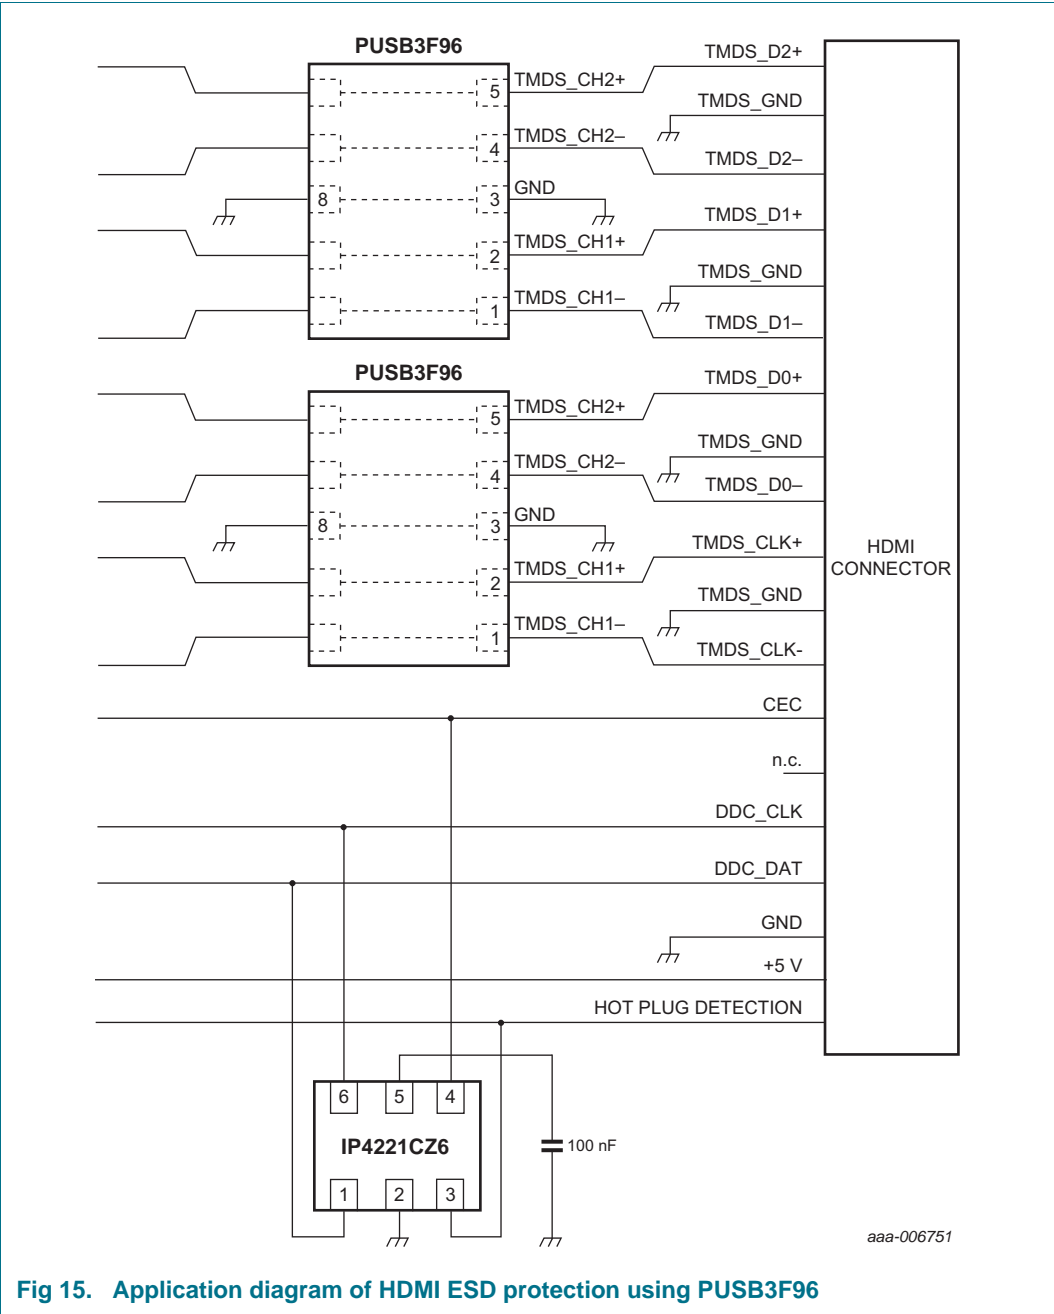 PUSB3F96
TMDS_D2+
5 TMDS_CH2+
TMDS_GND
4 TMDS_CH2–
TMDS_D2–
8 3 GND
TMDS_D1+
2 TMDS_CH1+
TMDS_GND
1 TMDS_CH1–
TMDS_D1–
PUSB3F96
TMDS_D0+
5 TMDS_CH2+
TMDS_GND
4 TMDS_CH2–
TMDS_D0–
8 3 GND
TMDS_CLK+
HDMI
CONNECTOR
2 TMDS_CH1+
TMDS_GND
1 TMDS_CH1–
TMDS_CLK-
CEC
n.c.
DDC_CLK
DDC_DAT
GND
+5 V
HOT PLUG DETECTION
6 5 4
IP4221CZ6
100 nF
1 2 3
aaa-006751
Fig 15. Application diagram of HDMI ESD protection using PUSB3F96